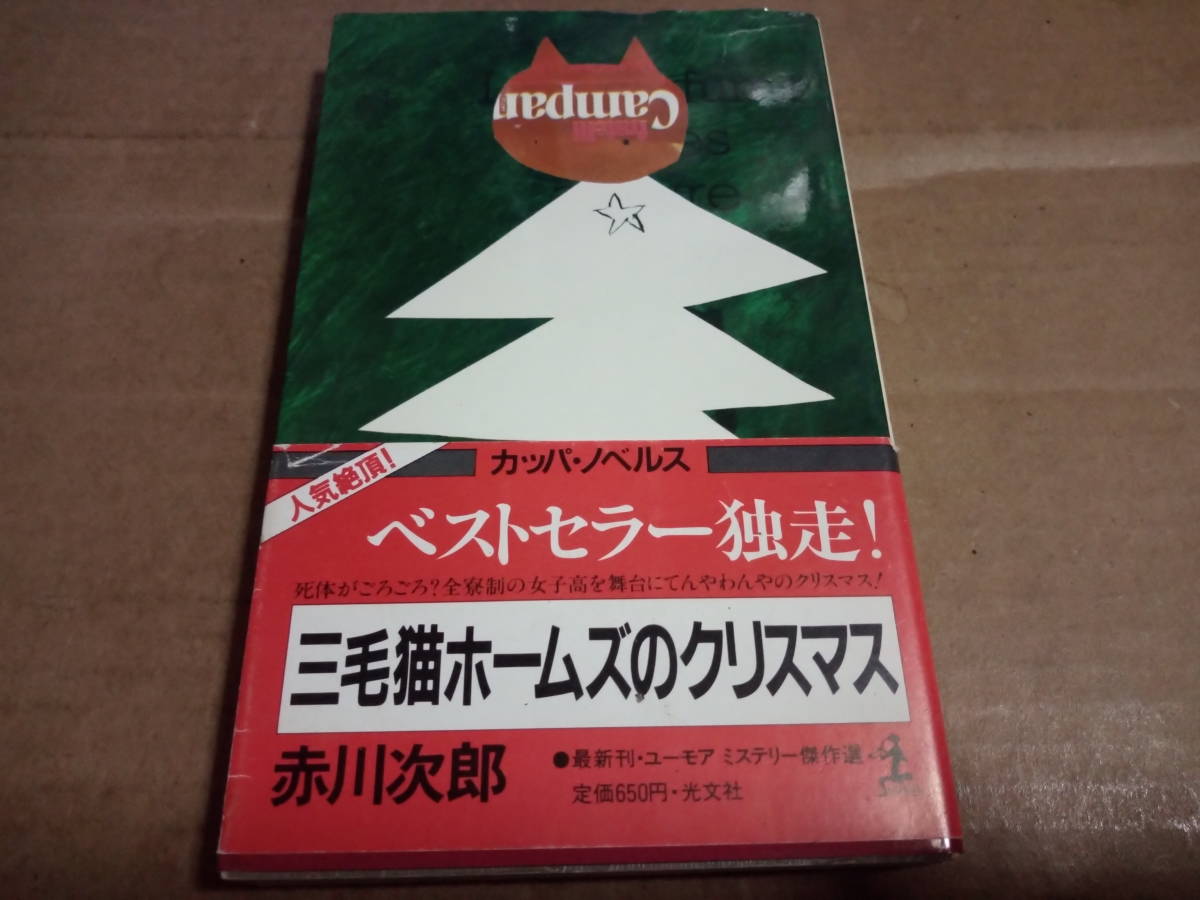 Campari
人気絶頂!
カッパ・ノベルス
ベストセラー独走!
死体がごろごろ?全寮制の女子高を舞台にてんやわんやのクリスマス!
三毛猫ホームズのクリスマス
赤川次郎
●最新刊・ユーモア ミステリー傑作選
定価650円・光文社